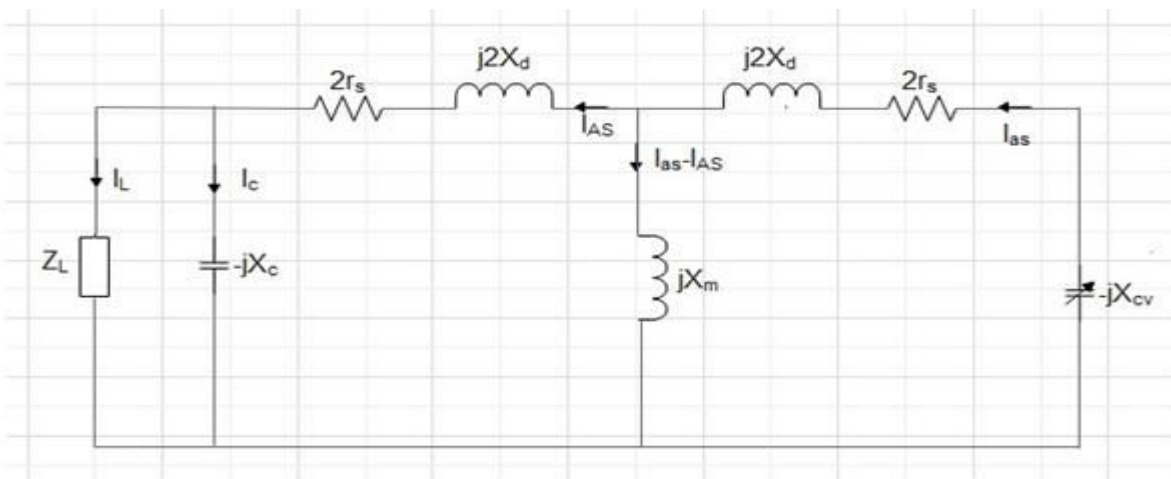 j2X_d j2X_d
2r_s 2r_s
I_AS I_as
I_as-I_AS
I_L I_c
Z_L -jX_c jX_m -jX_cv